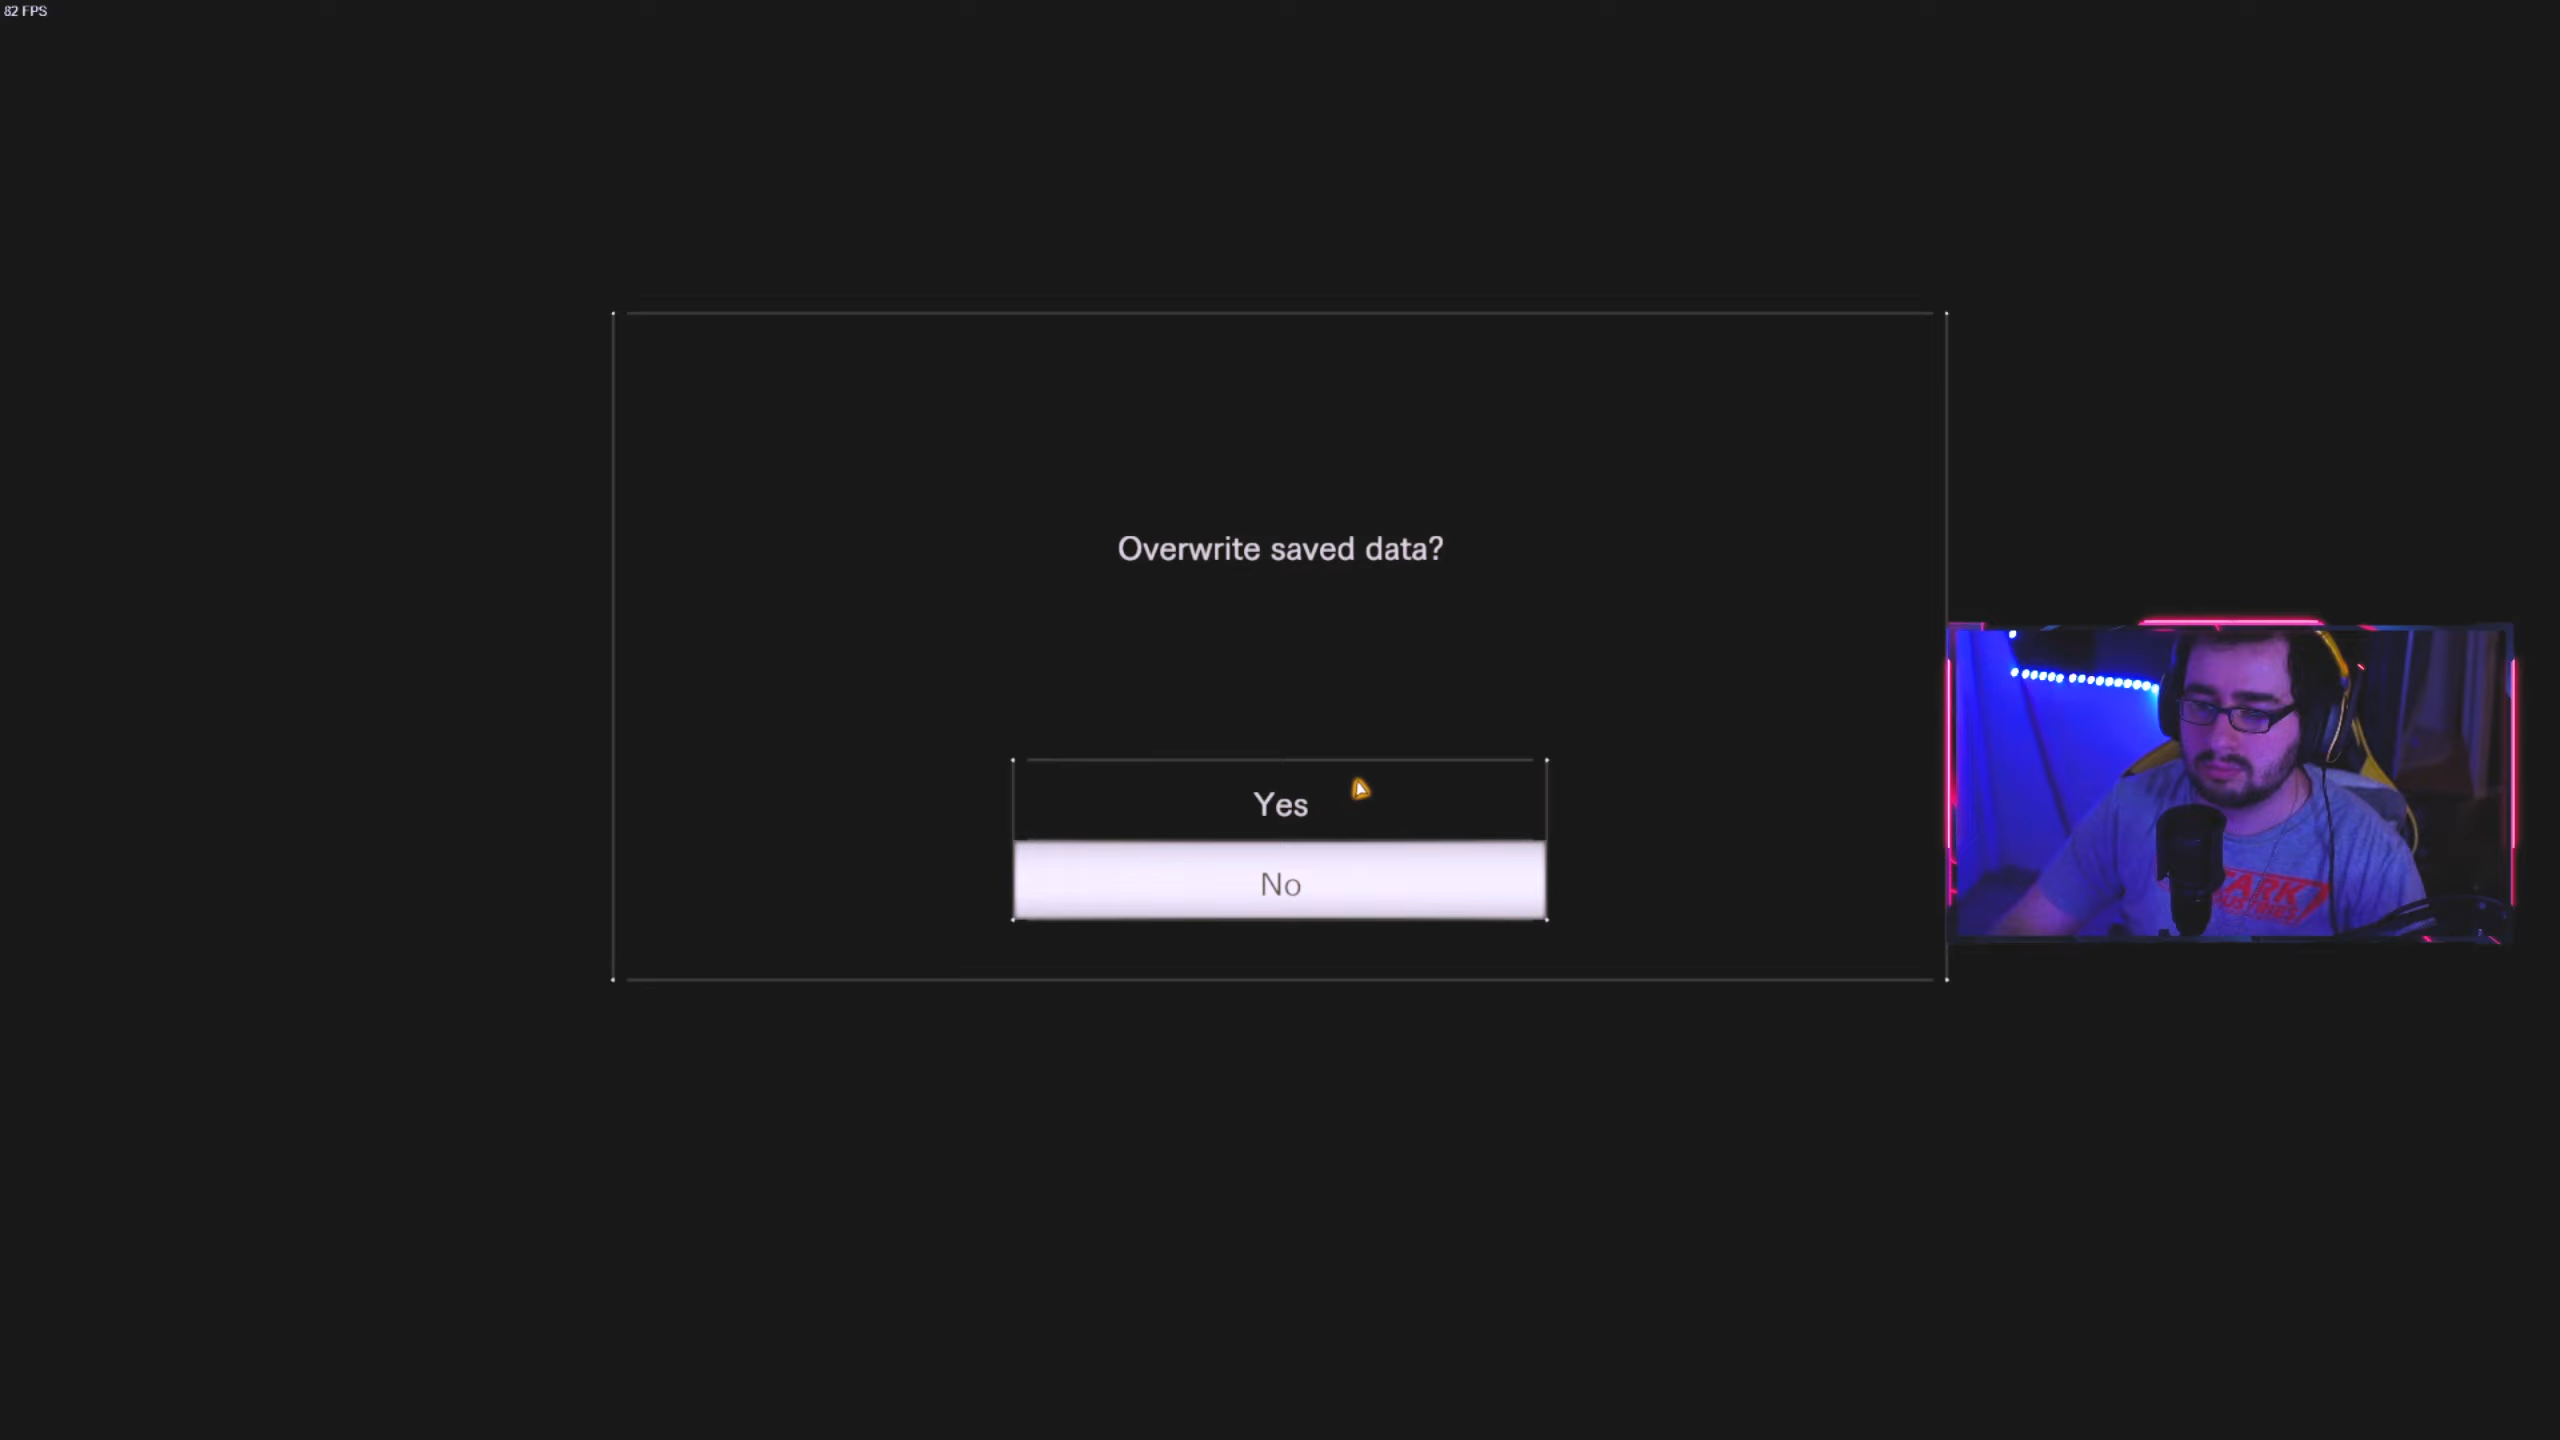 82 FPS
Overwrite saved data?
Yes
No